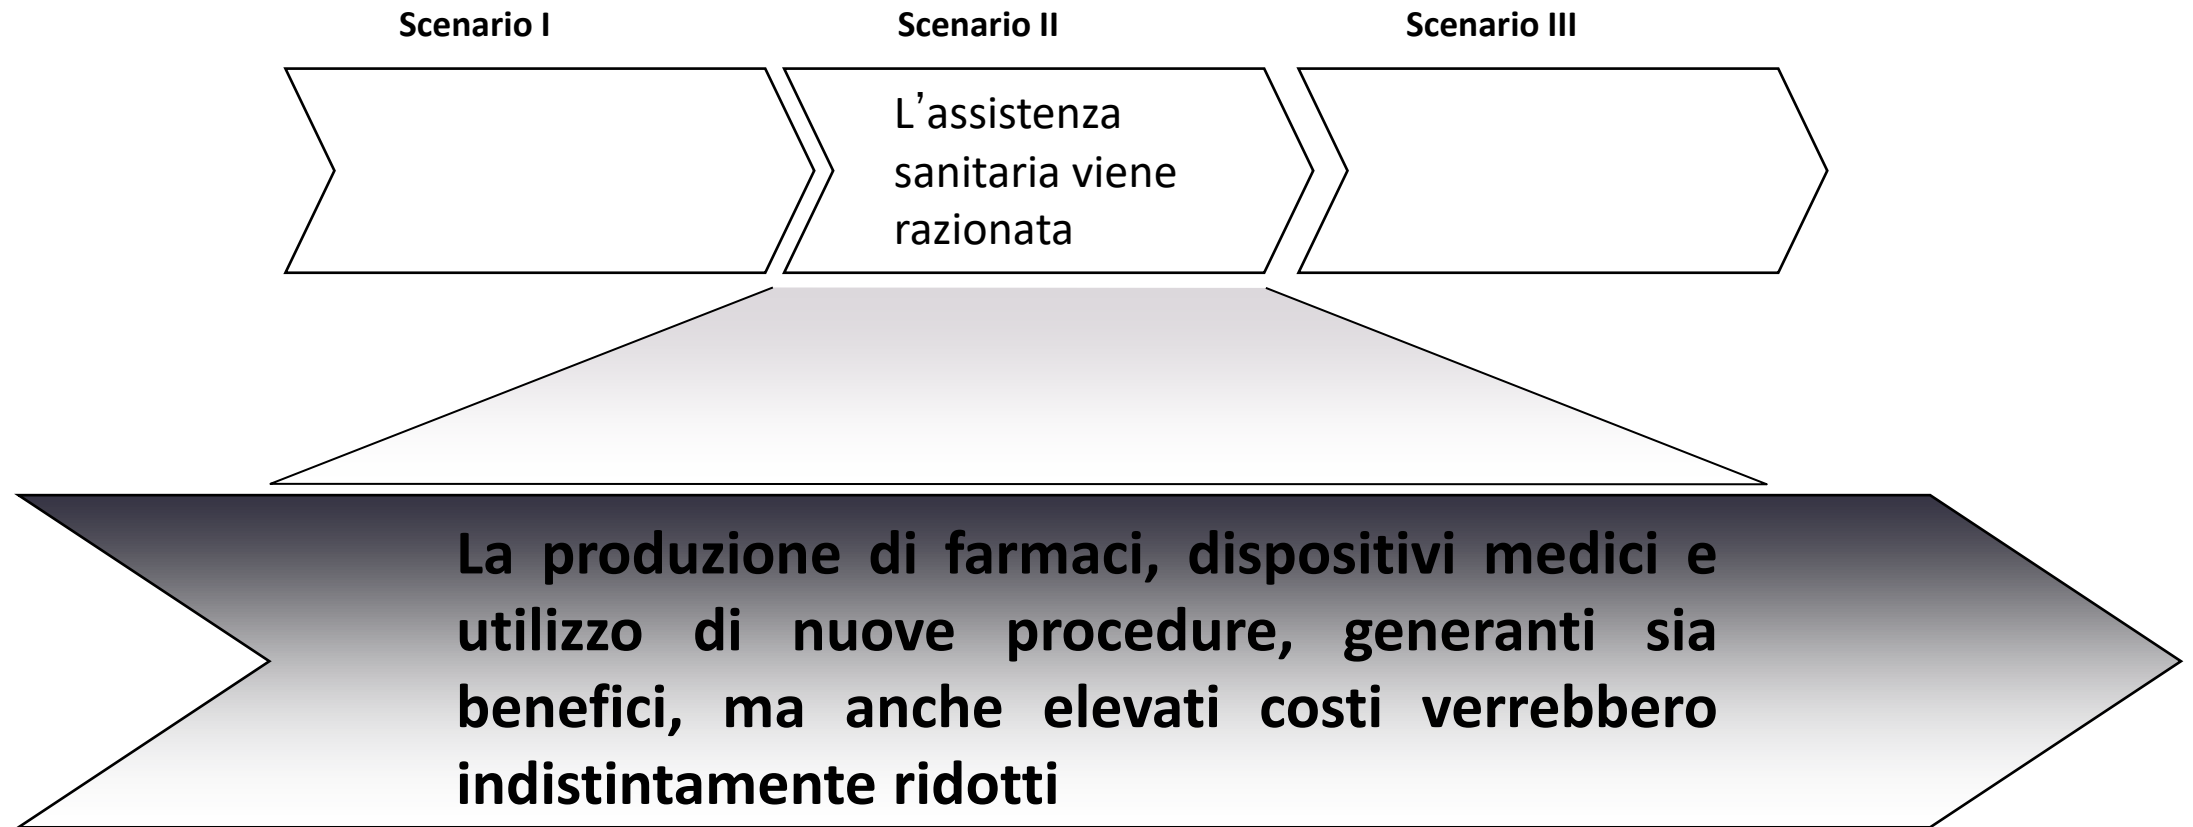 Scenario I
Scenario II
Scenario III
L’assistenza
sanitaria viene
razionata
La produzione di farmaci, dispositivi medici e
utilizzo di nuove procedure, generanti sia
benefici, ma anche elevati costi verrebbero
indistintamente ridotti